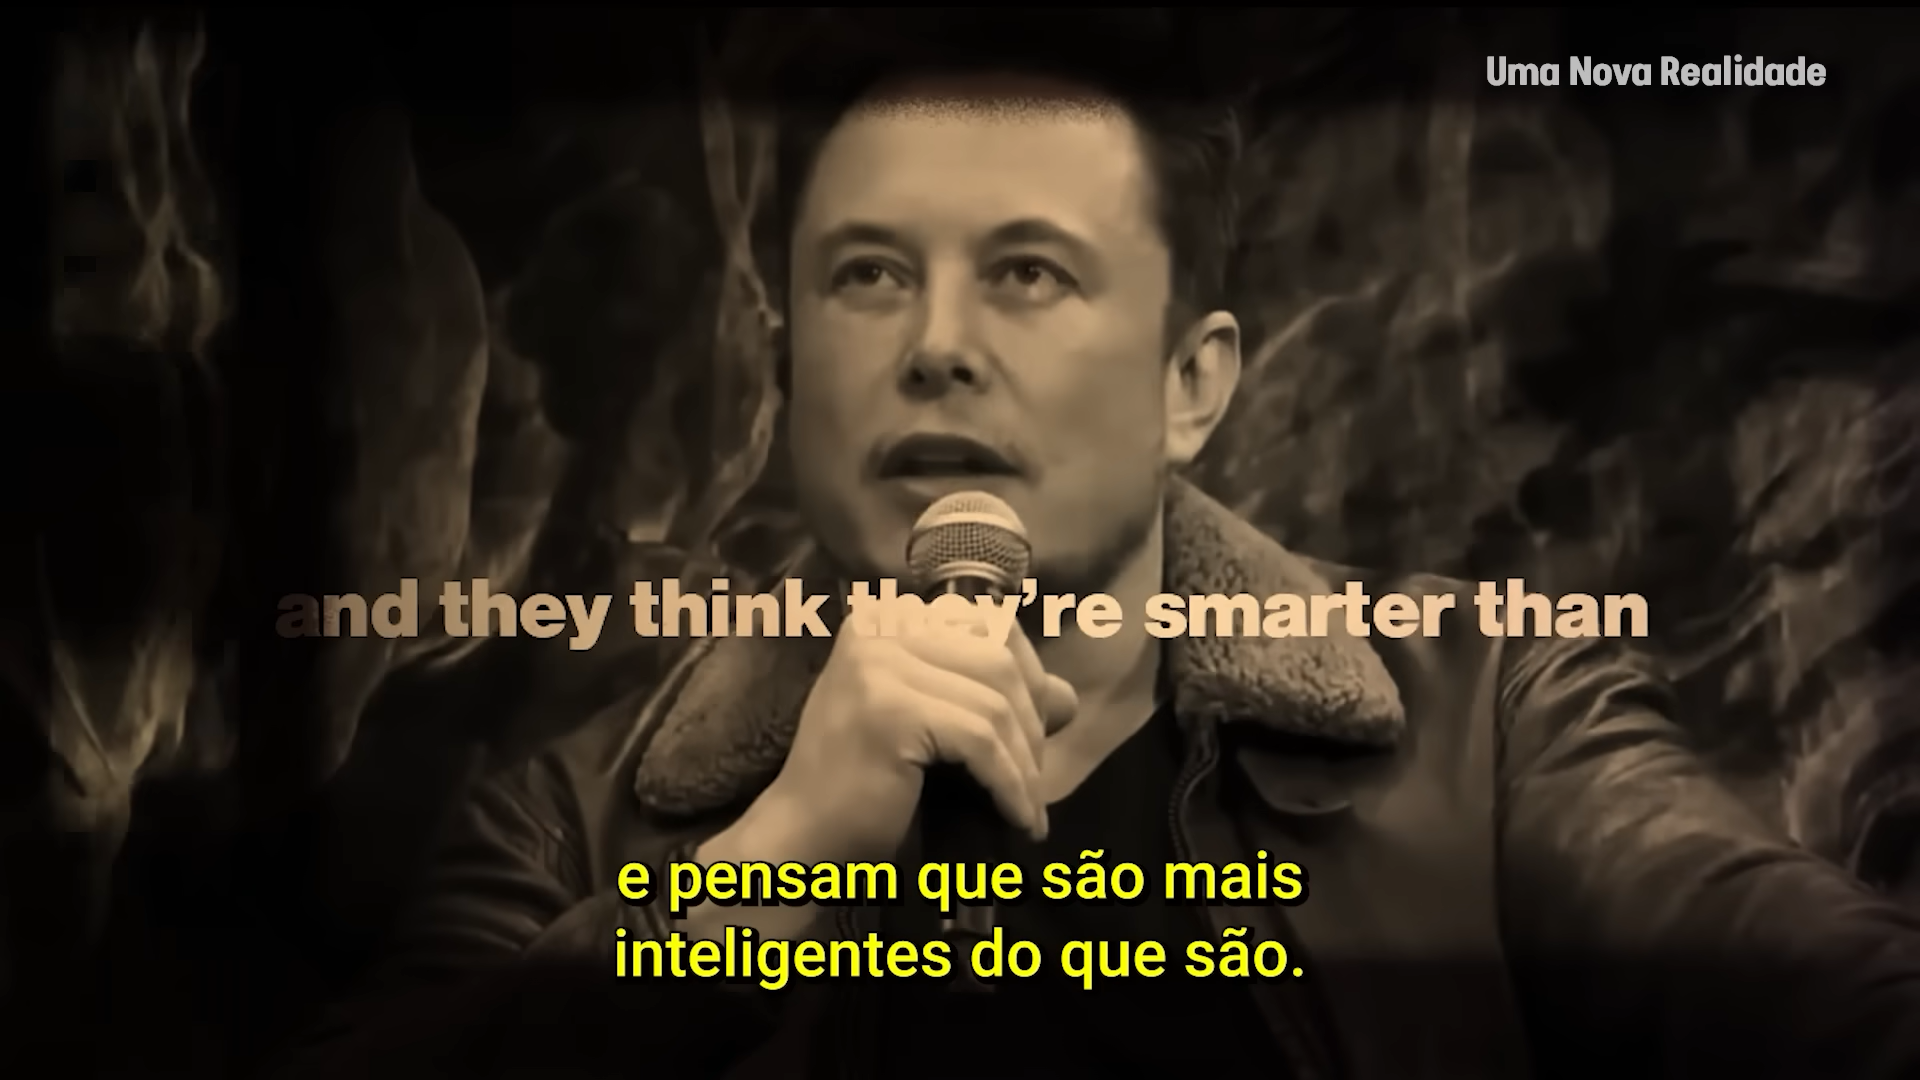 Uma Nova Realidade
and they think they're smarter than
e pensam que são mais
inteligentes do que são.